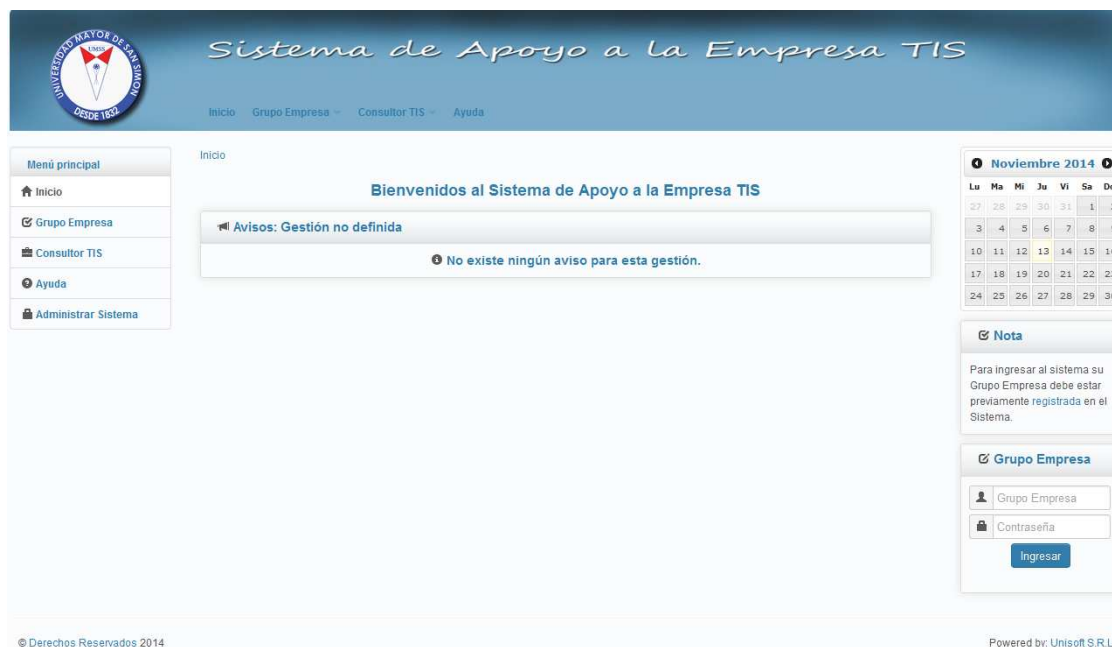 UNIVERSIDAD MAYOR DE SAN SIMON
UMSS
DESDE 1832
Sistema de Apoyo a la Empresa TIS
Inicio Grupo Empresa Consultor TIS Ayuda
Menú principal
Inicio
Grupo Empresa
Consultor TIS
Ayuda
Administrar Sistema
Inicio
Bienvenidos al Sistema de Apoyo a la Empresa TIS
Avisos: Gestión no definida
No existe ningún aviso para esta gestión.
Noviembre 2014
Lu Ma Mi Ju Vi Sa
27 28 29 30 31 1
3 4 5 6 7 8
10 11 12 13 14 15
17 18 19 20 21 22
24 25 26 27 28 29
Nota
Para ingresar al sistema su
Grupo Empresa debe estar
previamente registrada en el
Sistema.
Grupo Empresa
Grupo Empresa
Contraseña
Ingresar
© Derechos Reservados 2014
Powered by: Unisoft S.R.L